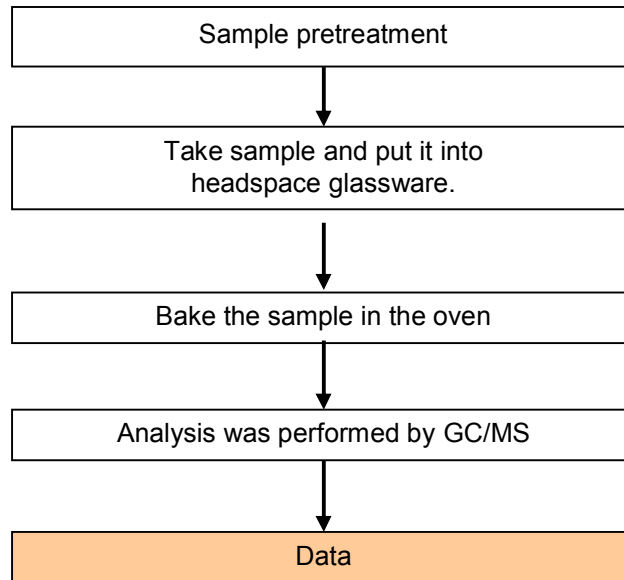 Sample pretreatment
Take sample and put it into
headspace glassware.
Bake the sample in the oven
Analysis was performed by GC/MS
Data